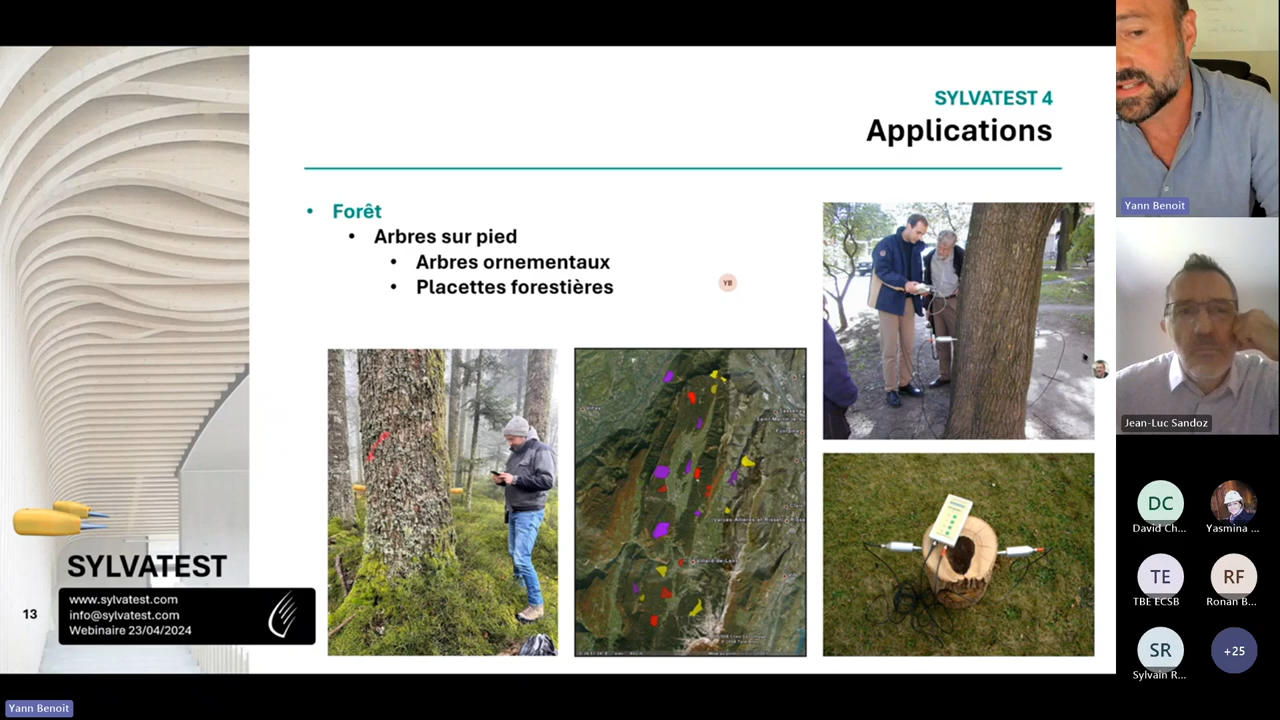 SYLVATEST 4
Applications
• Forêt
• Arbres sur pied
• Arbres ornementaux
• Placettes forestières
YB
SYLVATEST
13
www.sylvatest.com
info@sylvatest.com
Webinaire 23/04/2024
Yann Benoit
Yann Benoit
Jean-Luc Sandoz
DC
David Ch...
Yasmina ...
TE
TBE ECSB
RF
Ronan B...
SR
Sylvain R...
+25